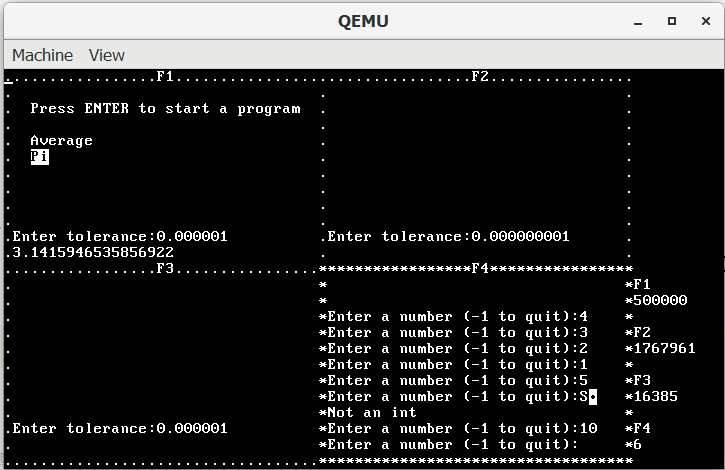 QEMU
Machine View
F1 F2
Press ENTER to start a program
Average
Pi
Enter tolerance:0.000001 Enter tolerance:0.000000001
3.1415946535856922
F3 F4
F1
500000
Enter a number (-1 to quit):4
Enter a number (-1 to quit):3 F2
Enter a number (-1 to quit):2 1767961
Enter a number (-1 to quit):1
Enter a number (-1 to quit):5 F3
Enter a number (-1 to quit):S♦ 16385
Not an int
Enter tolerance:0.000001 Enter a number (-1 to quit):10 F4
Enter a number (-1 to quit): 6